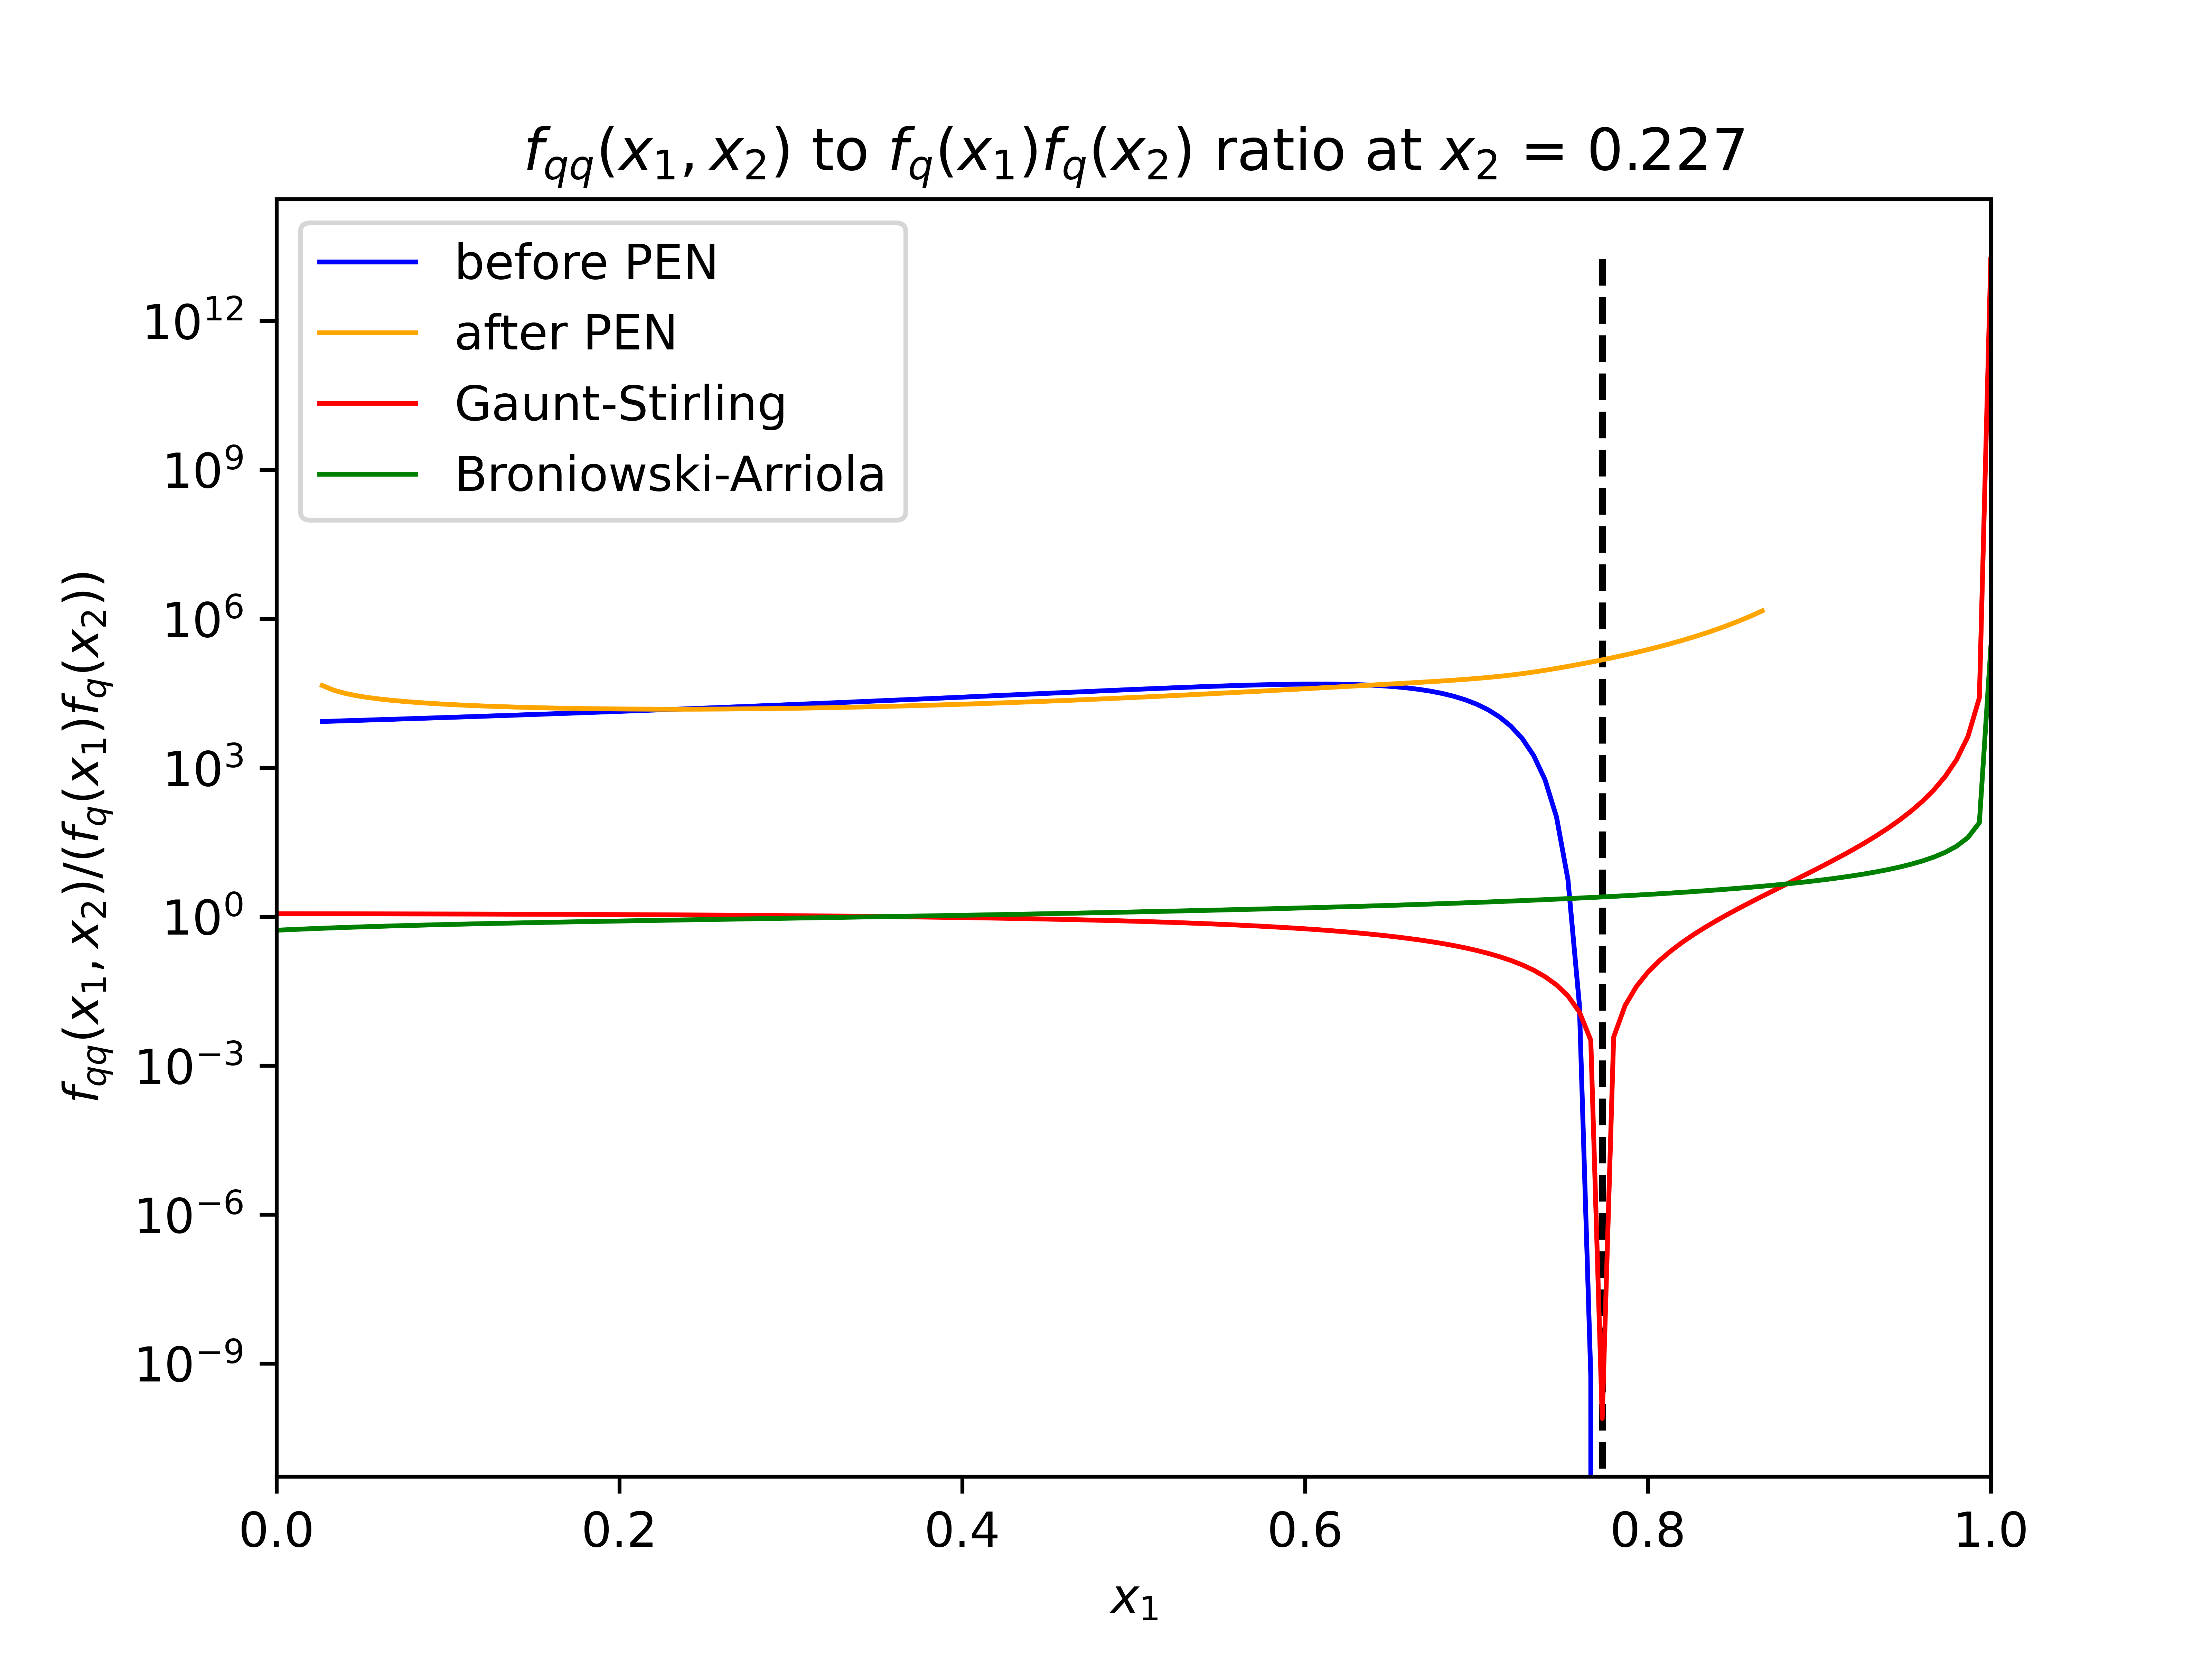 f_qq(x_1, x_2) to f_q(x_1)f_q(x_2) ratio at x_2 = 0.227
before PEN
after PEN
Gaunt-Stirling
Broniowski-Arriola
f_qq(x_1, x_2)/(f_q(x_1)f_q(x_2))
10^12
10^9
10^6
10^3
10^0
10^−3
10^−6
10^−9
0.0 0.2 0.4 0.6 0.8 1.0
x_1